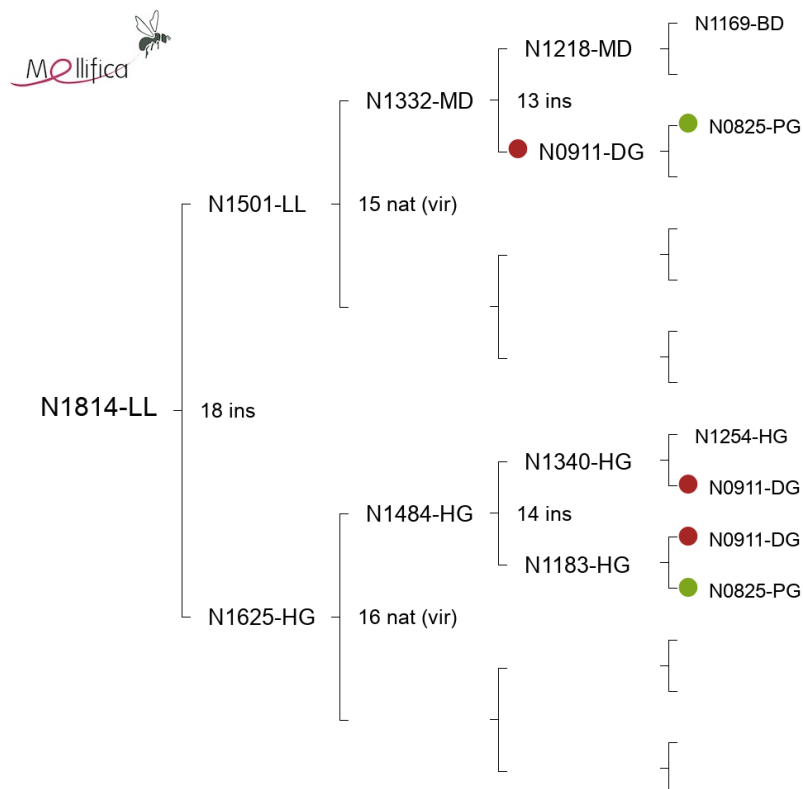 Mellifica
N1169-BD
N1218-MD
N1332-MD
13 ins
N0825-PG
N0911-DG
N1501-LL
15 nat (vir)
N1814-LL
18 ins
N1254-HG
N1340-HG
N0911-DG
N1484-HG
14 ins
N0911-DG
N1183-HG
N0825-PG
N1625-HG
16 nat (vir)